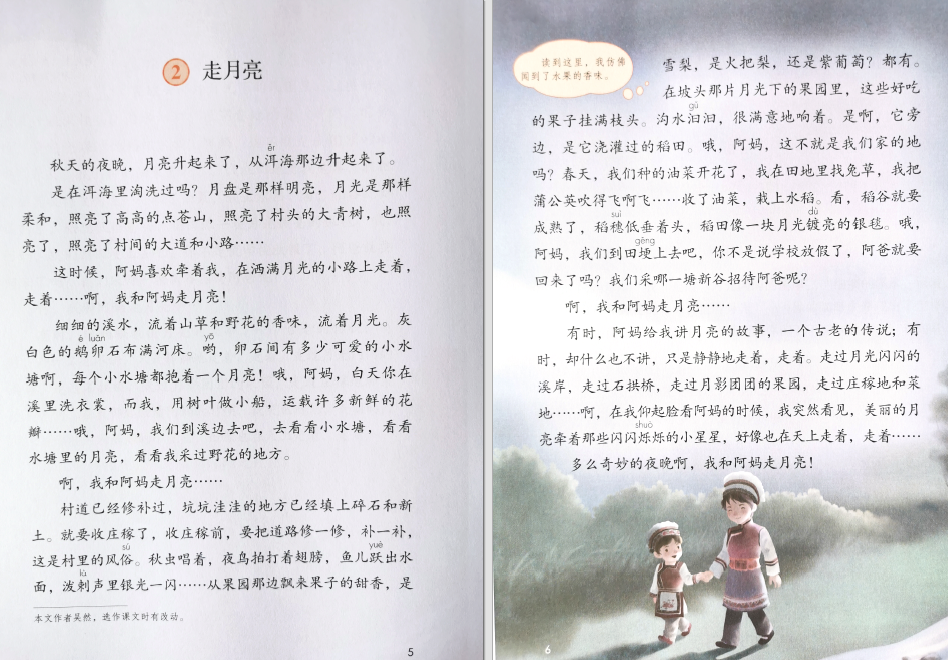 2 走月亮
ěr
秋天的夜晚，月亮升起来了，从洱海那边升起来了。
是在洱海里淘洗过吗？月盘是那样明亮，月光是那样
柔和，照亮了高高的点苍山，照亮了村头的大青树，也照
亮了，照亮了村间的大道和小路……
这时候，阿妈喜欢牵着我，在洒满月光的小路上走着，
走着……啊，我和阿妈走月亮！
细细的溪水，流着山草和野花的香味，流着月光。灰
é luǎn yō
白色的鹅卵石布满河床。哟，卵石间有多少可爱的小水
塘啊，每个小水塘都抱着一个月亮！哦，阿妈，白天你在
溪里洗衣裳，而我，用树叶做小船，运载许多新鲜的花
瓣……哦，阿妈，我们到溪边去吧，去看看小水塘，看看
水塘里的月亮，看看我采过野花的地方。
啊，我和阿妈走月亮……
村道已经修补过，坑坑洼洼的地方已经填上碎石和新
土。就要收庄稼了，收庄稼前，要把道路修一修，补一补，
sú yuè
这是村里的风俗。秋虫唱着，夜鸟拍打着翅膀，鱼儿跃出水
là
面，泼剌声里银光一闪……从果园那边飘来果子的甜香，是
本文作者吴然，选作课文时有改动。
5
读到这里，我仿佛
闻到了水果的香味。
雪梨，是火把梨，还是紫葡萄？都有。
在坡头那片月光下的果园里，这些好吃
gǔ
的果子挂满枝头。沟水汩汩，很满意地响着。是啊，它旁
边，是它浇灌过的稻田。哦，阿妈，这不就是我们家的地
吗？春天，我们种的油菜开花了，我在田地里找兔草，我把
蒲公英吹得飞啊飞……收了油菜，栽上水稻。看，稻谷就要
suì dù
成熟了，稻穗低垂着头，稻田像一块月光镀亮的银毯。哦，
gěng
阿妈，我们到田埂上去吧，你不是说学校放假了，阿爸就要
回来了吗？我们采哪一塘新谷招待阿爸呢？
啊，我和阿妈走月亮……
有时，阿妈给我讲月亮的故事，一个古老的传说；有
时，却什么也不讲，只是静静地走着，走着。走过月光闪闪的
溪岸，走过石拱桥，走过月影团团的果园，走过庄稼地和菜
地……啊，在我仰起脸看阿妈的时候，我突然看见，美丽的月
shuò
亮牵着那些闪闪烁烁的小星星，好像也在天上走着，走着……
多么奇妙的夜晚啊，我和阿妈走月亮！
6